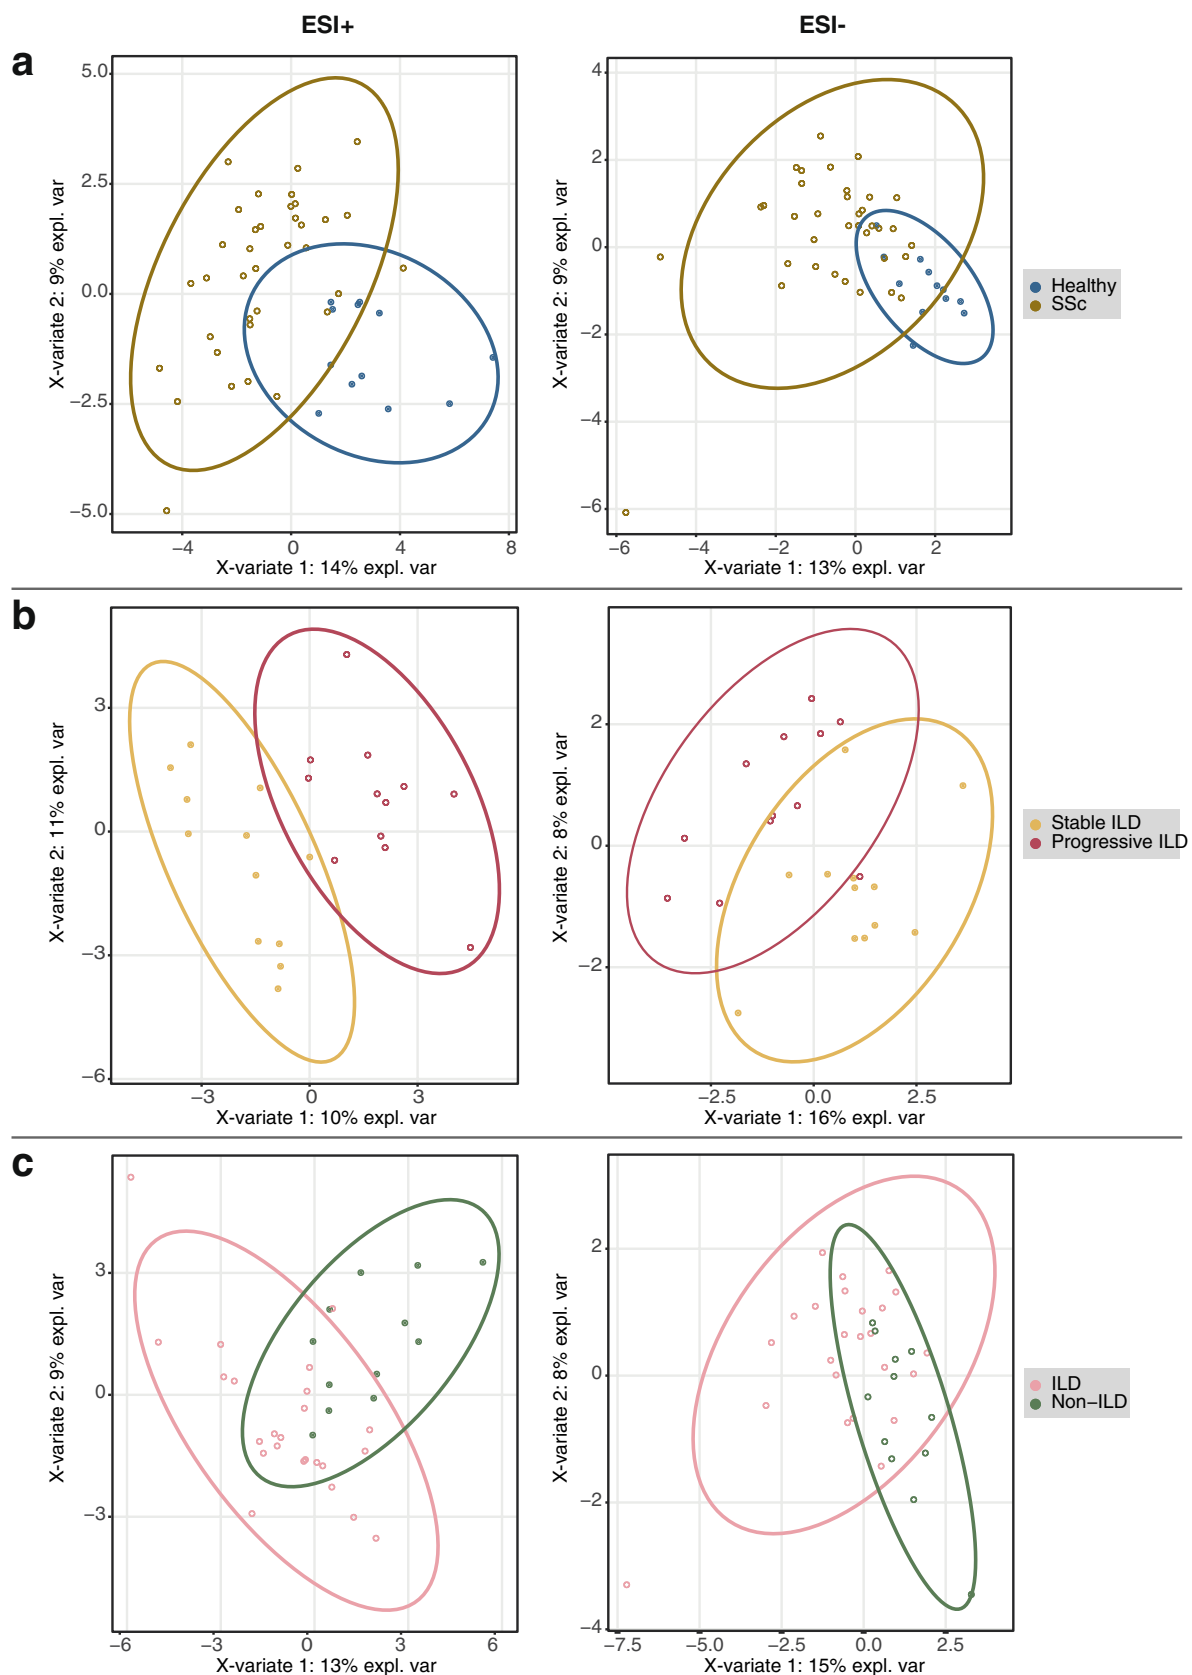 ESI+
ESI-
a
5.0
2.5
0.0
−2.5
−5.0
X-variate 2: 9% expl. var
−4
0
4
8
X-variate 1: 14% expl. var
4
2
0
−2
−4
−6
X-variate 2: 9% expl. var
−6
−4
−2
0
2
X-variate 1: 13% expl. var
Healthy
SSc
b
3
0
−3
−6
X-variate 2: 11% expl. var
−3
0
3
X-variate 1: 10% expl. var
2
0
−2
X-variate 2: 8% expl. var
−2.5
0.0
2.5
X-variate 1: 16% expl. var
Stable ILD
Progressive ILD
c
3
0
−3
X-variate 2: 9% expl. var
−6
−3
0
3
6
X-variate 1: 13% expl. var
2
0
−2
−4
X-variate 2: 8% expl. var
−7.5
−5.0
−2.5
0.0
2.5
X-variate 1: 15% expl. var
ILD
Non−ILD